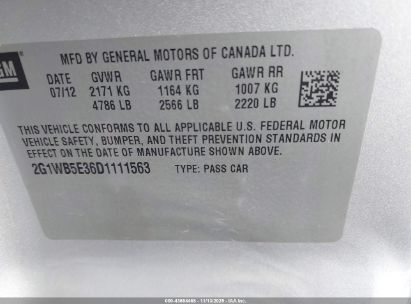 GM
MFD BY GENERAL MOTORS OF CANADA LTD.
DATE GVWR GAWR FRT GAWR RR
07/12 2171 KG 1164 KG 1007 KG
4786 LB 2566 LB 2220 LB
THIS VEHICLE CONFORMS TO ALL APPLICABLE U.S. FEDERAL MOTOR
VEHICLE SAFETY, BUMPER, AND THEFT PREVENTION STANDARDS IN
EFFECT ON THE DATE OF MANUFACTURE SHOWN ABOVE.
2G1WB5E36D1111563 TYPE: PASS CAR